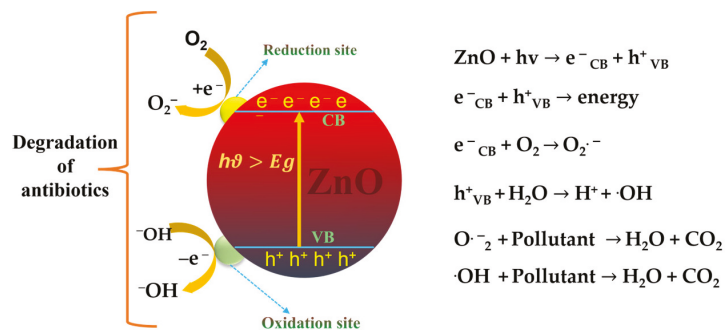 Degradation
of
antibiotics
O₂
Reduction site
+e⁻
O₂⁻
e⁻ e⁻ e⁻ e
–
CB
hϑ > Eg
ZnO
VB
h⁺ h⁺ h⁺ h⁺
⁻OH
–e⁻
⁻OH
Oxidation site
ZnO + hv → e⁻CB + h⁺VB
e⁻CB + h⁺VB → energy
e⁻CB + O₂ → O₂·⁻
h⁺VB + H₂O → H⁺ + ·OH
O·⁻₂ + Pollutant → H₂O + CO₂
·OH + Pollutant → H₂O + CO₂